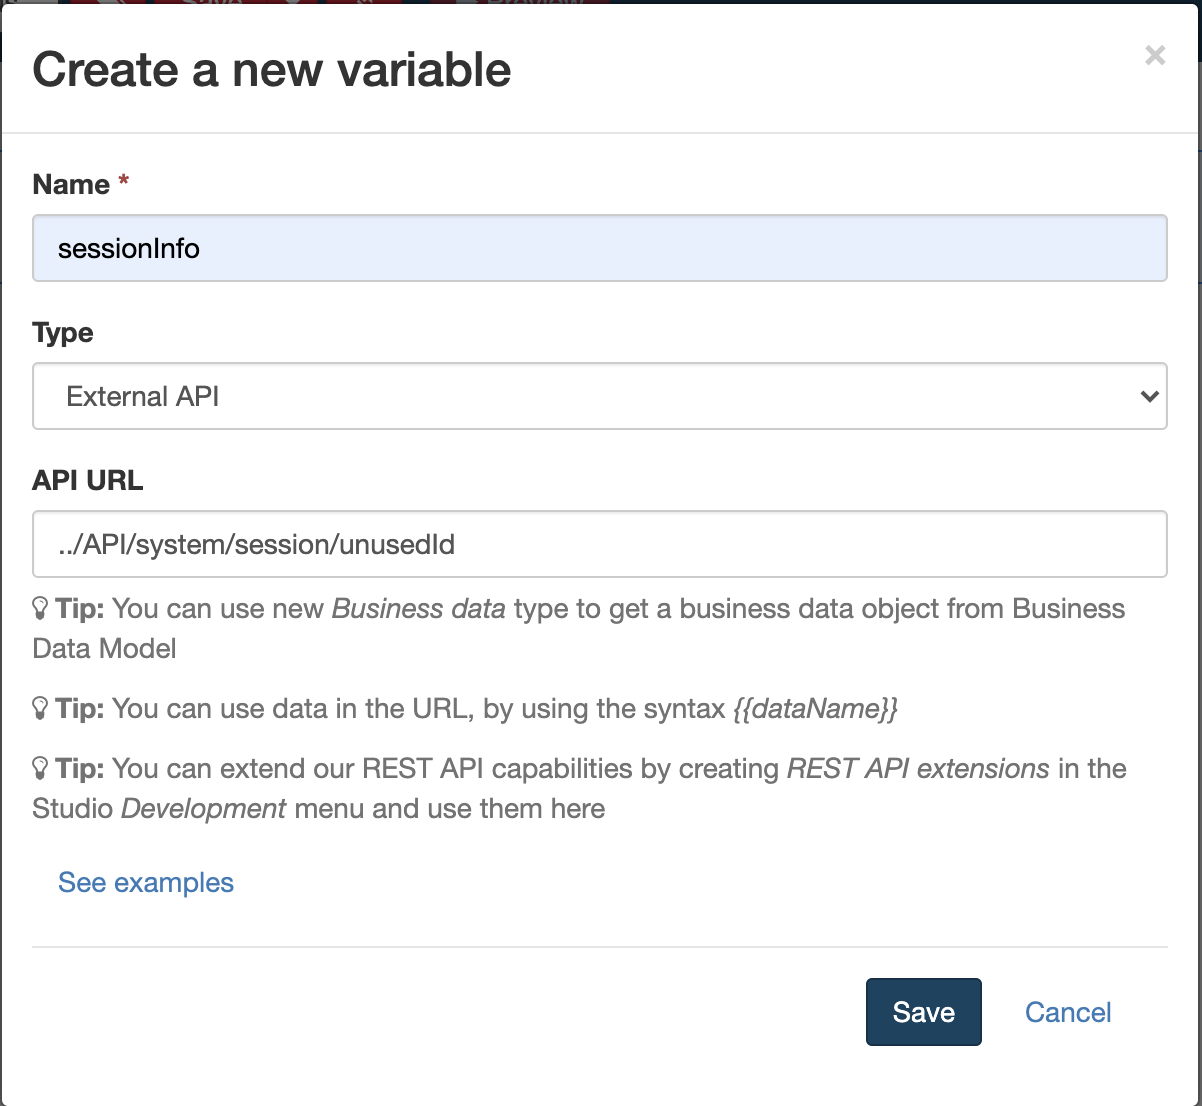 Create a new variable
×
Name *
sessionInfo
Type
External API
API URL
../API/system/session/unusedId
Tip: You can use new Business data type to get a business data object from Business
Data Model
Tip: You can use data in the URL, by using the syntax {{dataName}}
Tip: You can extend our REST API capabilities by creating REST API extensions in the
Studio Development menu and use them here
See examples
Save
Cancel